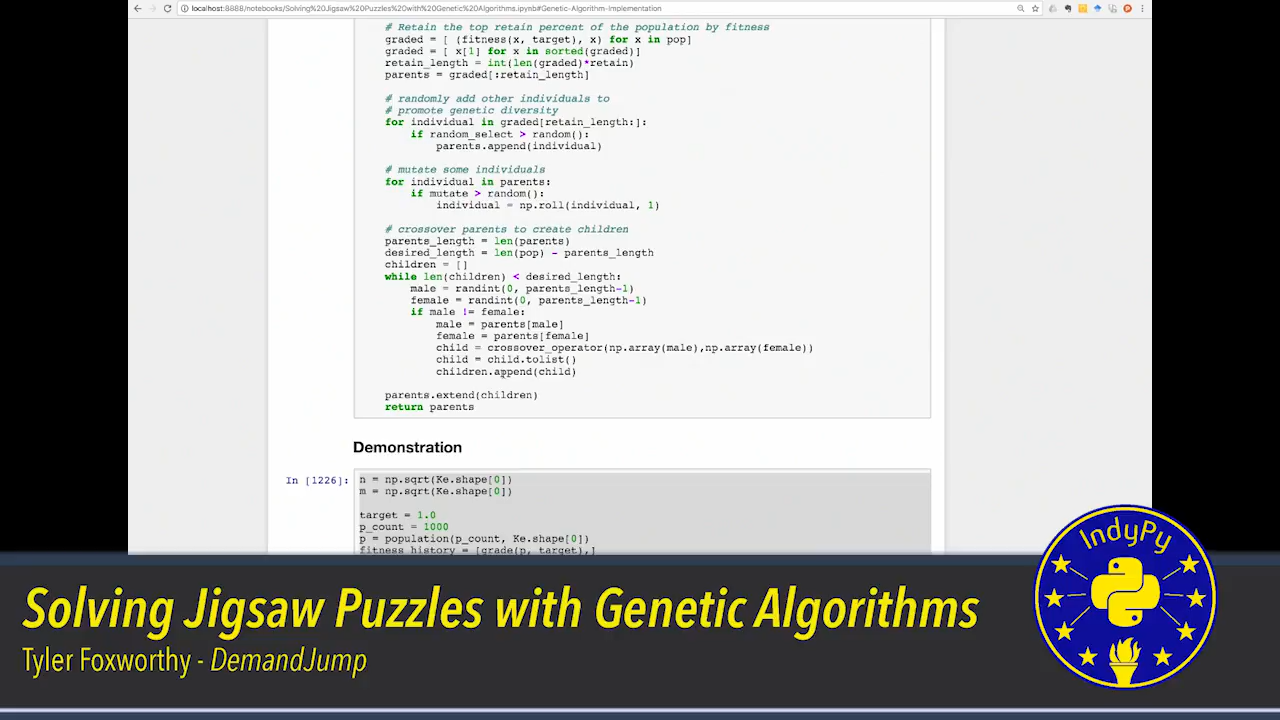 localhost:8888/notebooks/Solving%20Jigsaw%20Puzzles%20with%20Genetic%20Algorithms.ipynb#Genetic-Algorithm-Implementation
# Retain the top retain percent of the population by fitness
graded = [ (fitness(x, target), x) for x in pop]
graded = [ x[1] for x in sorted(graded)]
retain_length = int(len(graded)*retain)
parents = graded[:retain_length]
# randomly add other individuals to
# promote genetic diversity
for individual in graded[retain_length:]:
if random_select > random():
parents.append(individual)
# mutate some individuals
for individual in parents:
if mutate > random():
individual = np.roll(individual, 1)
# crossover parents to create children
parents_length = len(parents)
desired_length = len(pop) - parents_length
children = []
while len(children) < desired_length:
male = randint(0, parents_length-1)
female = randint(0, parents_length-1)
if male != female:
male = parents[male]
female = parents[female]
child = crossover_operator(np.array(male),np.array(female))
child = child.tolist()
children.append(child)
parents.extend(children)
return parents
Demonstration
In [1226]:
n = np.sqrt(Ke.shape[0])
m = np.sqrt(Ke.shape[0])
target = 1.0
p_count = 1000
p = population(p_count, Ke.shape[0])
fitness_history = [grade(p, target),]
IndyPy
Solving Jigsaw Puzzles with Genetic Algorithms
Tyler Foxworthy - DemandJump